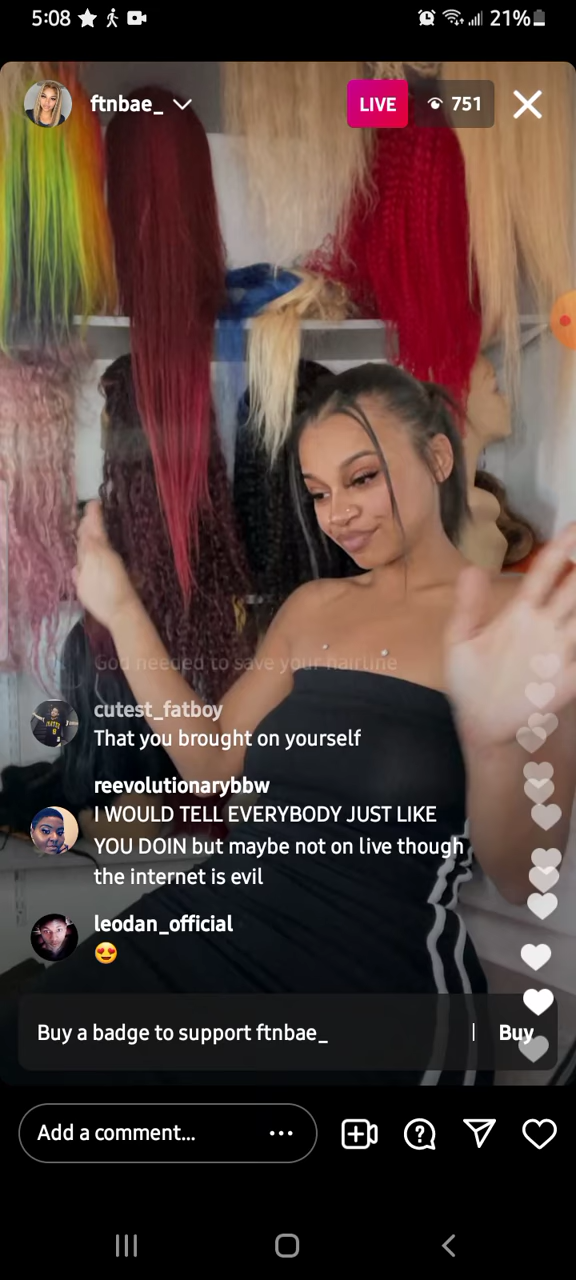 5:08
21%
ftnbae_
LIVE
751
God needed to save your hairline
cutest_fatboy
That you brought on yourself
reevolutionarybbw
I WOULD TELL EVERYBODY JUST LIKE
YOU DOIN but maybe not on live though
the internet is evil
leodan_official
😍
Buy a badge to support ftnbae_ | Buy
Add a comment...